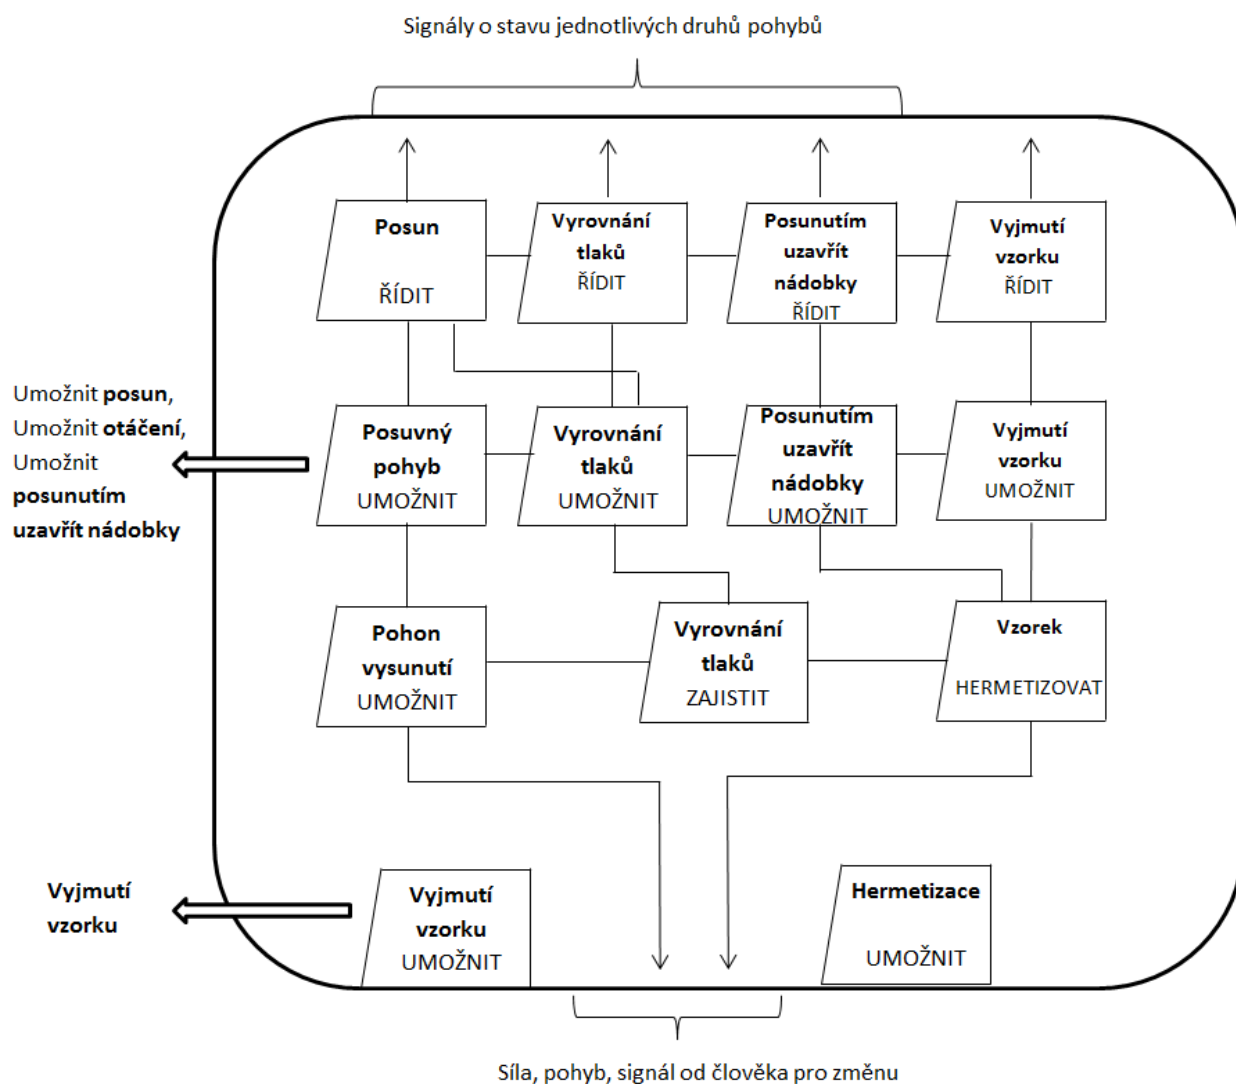 Signály o stavu jednotlivých druhů pohybů
Posun
ŘÍDIT
Vyrovnání
tlaků
ŘÍDIT
Posunutím
uzavřít
nádobky
ŘÍDIT
Vyjmutí
vzorku
ŘÍDIT
Umožnit posun,
Umožnit otáčení,
Umožnit
posunutím
uzavřít nádobky
Posuvný
pohyb
UMOŽNIT
Vyrovnání
tlaků
UMOŽNIT
Posunutím
uzavřít
nádobky
UMOŽNIT
Vyjmutí
vzorku
UMOŽNIT
Pohon
vysunutí
UMOŽNIT
Vyrovnání
tlaků
ZAJISTIT
Vzorek
HERMETIZOVAT
Vyjmutí
vzorku
Vyjmutí
vzorku
UMOŽNIT
Hermetizace
UMOŽNIT
Síla, pohyb, signál od člověka pro změnu